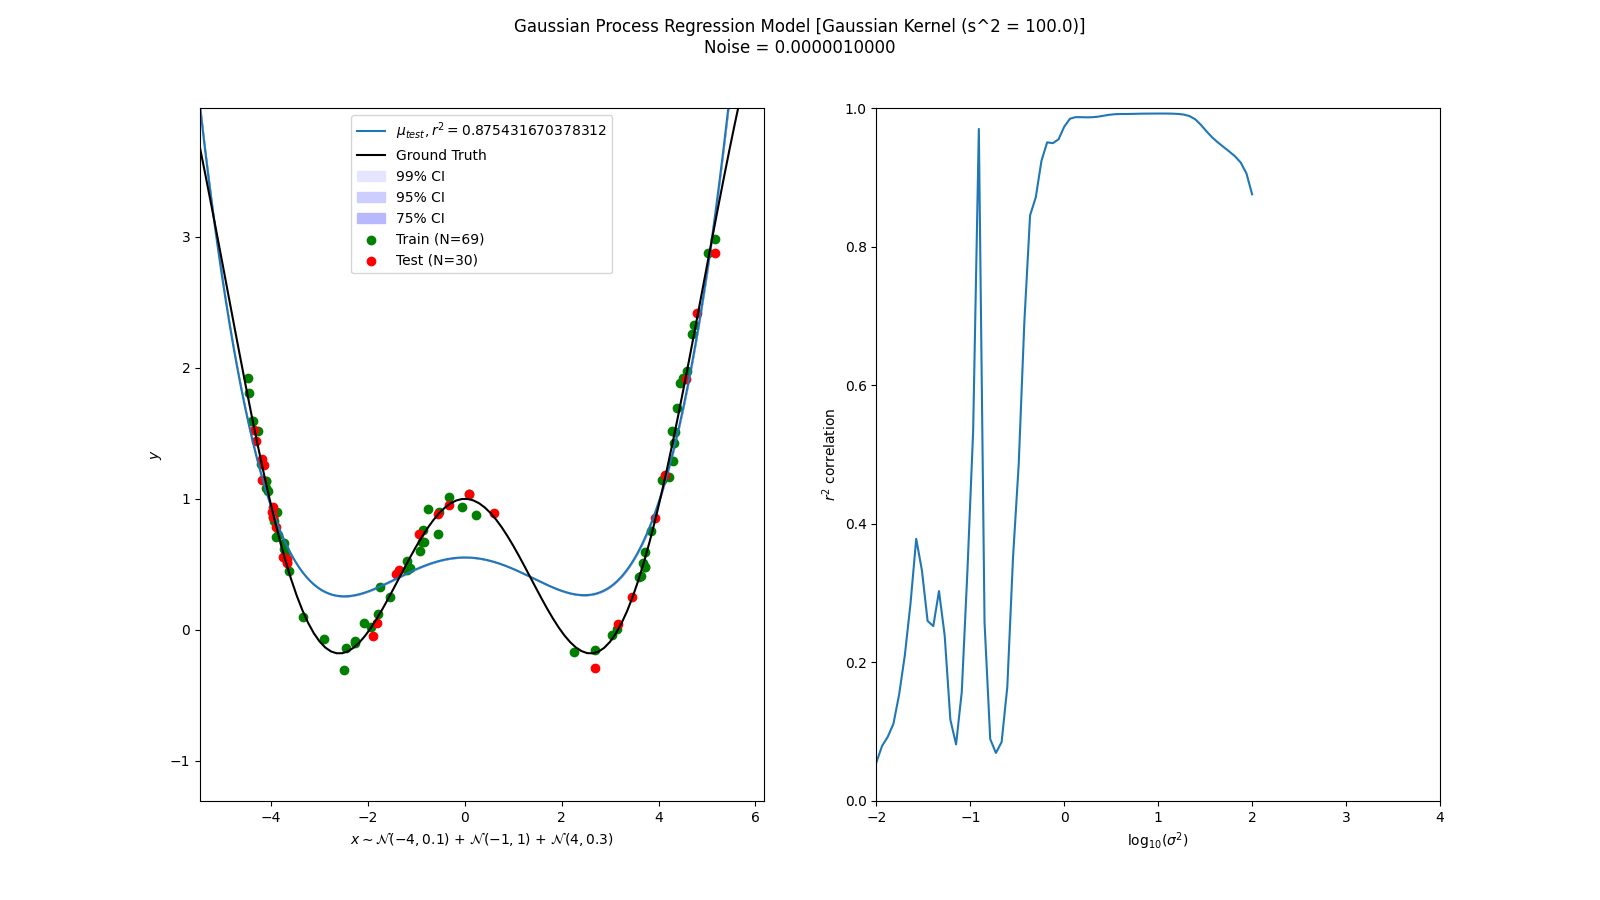 Gaussian Process Regression Model [Gaussian Kernel (s^2 = 100.0)]
Noise = 0.0000010000
μ_test, r² = 0.875431670378312
Ground Truth
99% CI
95% CI
75% CI
Train (N=69)
Test (N=30)
3
2
1
0
−1
y
−4 −2 0 2 4 6
x ~ 𝒩(−4, 0.1) + 𝒩(−1, 1) + 𝒩(4, 0.3)
1.0
0.8
0.6
0.4
0.2
0.0
r² correlation
−2 −1 0 1 2 3 4
log₁₀(σ²)